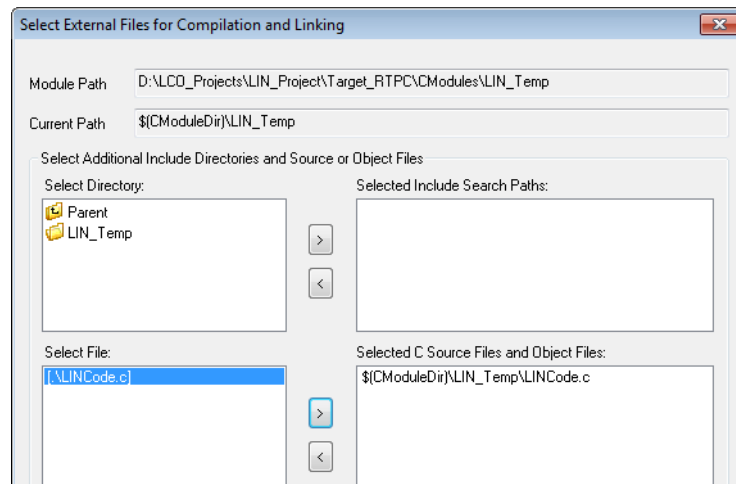 Select External Files for Compilation and Linking
Module Path
D:\LCO_Projects\LIN_Project\Target_RTPC\CModules\LIN_Temp
Current Path
$(CModuleDir)\LIN_Temp
Select Additional Include Directories and Source or Object Files
Select Directory:
Selected Include Search Paths:
Parent
LIN_Temp
>
<
Select File:
Selected C Source Files and Object Files:
[.\LINCode.c]
$(CModuleDir)\LIN_Temp\LINCode.c
>
<